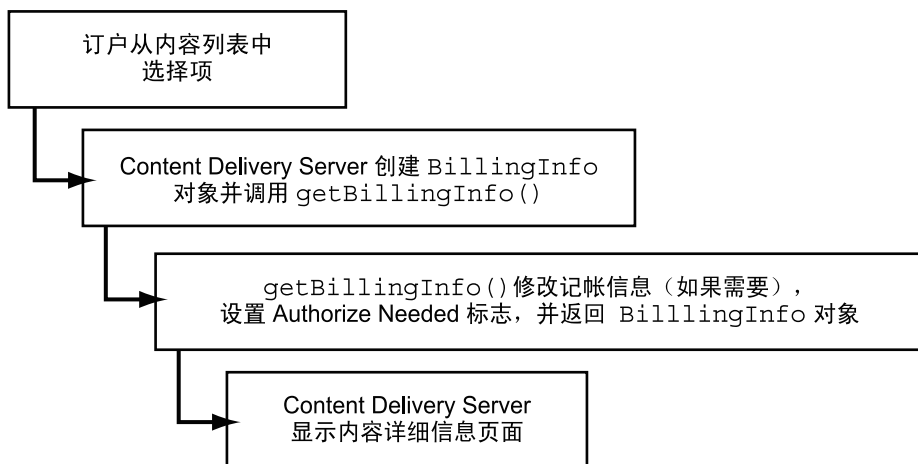 订户从内容列表中
选择项
Content Delivery Server 创建 BillingInfo
对象并调用 getBillingInfo()
getBillingInfo()修改记帐信息（如果需要），
设置 Authorize Needed 标志，并返回 BilllingInfo 对象
Content Delivery Server
显示内容详细信息页面